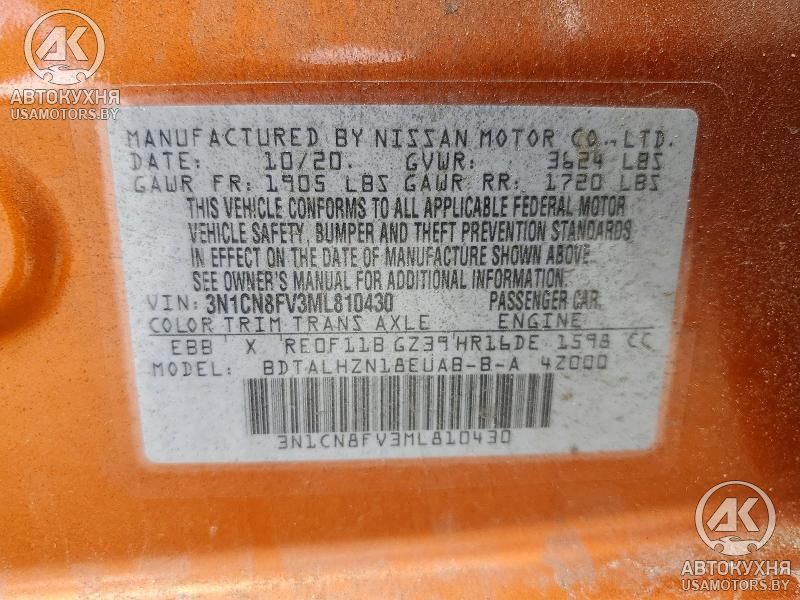 АК
АВТОКУХНЯ
USAMOTORS.BY
MANUFACTURED BY NISSAN MOTOR CO., LTD.
DATE: 10/20. GVWR: 3624 LBS
GAWR FR: 1905 LBS GAWR RR: 1720 LBS
THIS VEHICLE CONFORMS TO ALL APPLICABLE FEDERAL MOTOR
VEHICLE SAFETY, BUMPER AND THEFT PREVENTION STANDARDS
IN EFFECT ON THE DATE OF MANUFACTURE SHOWN ABOVE.
SEE OWNER'S MANUAL FOR ADDITIONAL INFORMATION.
VIN: 3N1CN8FV3ML810430 PASSENGER CAR.
COLOR TRIM TRANS AXLE ENGINE
EBB X RE0F11B GZ39 HR16DE 1598 CC
MODEL: BDTALHZN18EUAB-B-A 4Z000
3N1CN8FV3ML810430
АК
АВТОКУХНЯ
USAMOTORS.BY